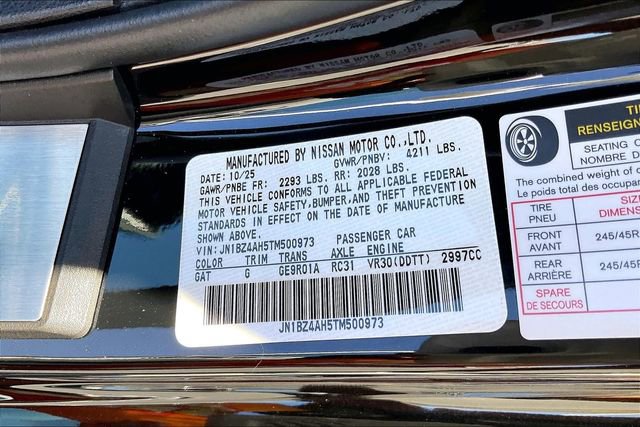 MANUFACTURED BY NISSAN MOTOR CO.,LTD.
DATE: 10/25 GVWR/PNBV: 4211 LBS.
GAWR/PNBE FR: 2293 LBS. RR: 2028 LBS.
THIS VEHICLE CONFORMS TO ALL APPLICABLE FEDERAL
MOTOR VEHICLE SAFETY,BUMPER,AND THEFT PREVENTION
STANDARDS IN EFFECT ON THE DATE OF MANUFACTURE
SHOWN ABOVE.
VIN: JN1BZ4AH5TM500973 PASSENGER CAR
COLOR TRIM TRANS AXLE ENGINE
GAT G GE9R01A RC31 VR30(DDTT) 2997CC
JN1BZ4AH5TM500973
TI
RENSEIGN
SEATING C
NOMBRE D
The combined weight of c
Le poids total des occupa
TIRE SIZ
PNEU DIMENS
FRONT 245/45R
AVANT
REAR 245/45R
ARRIÈRE
SPARE
DE SECOURS